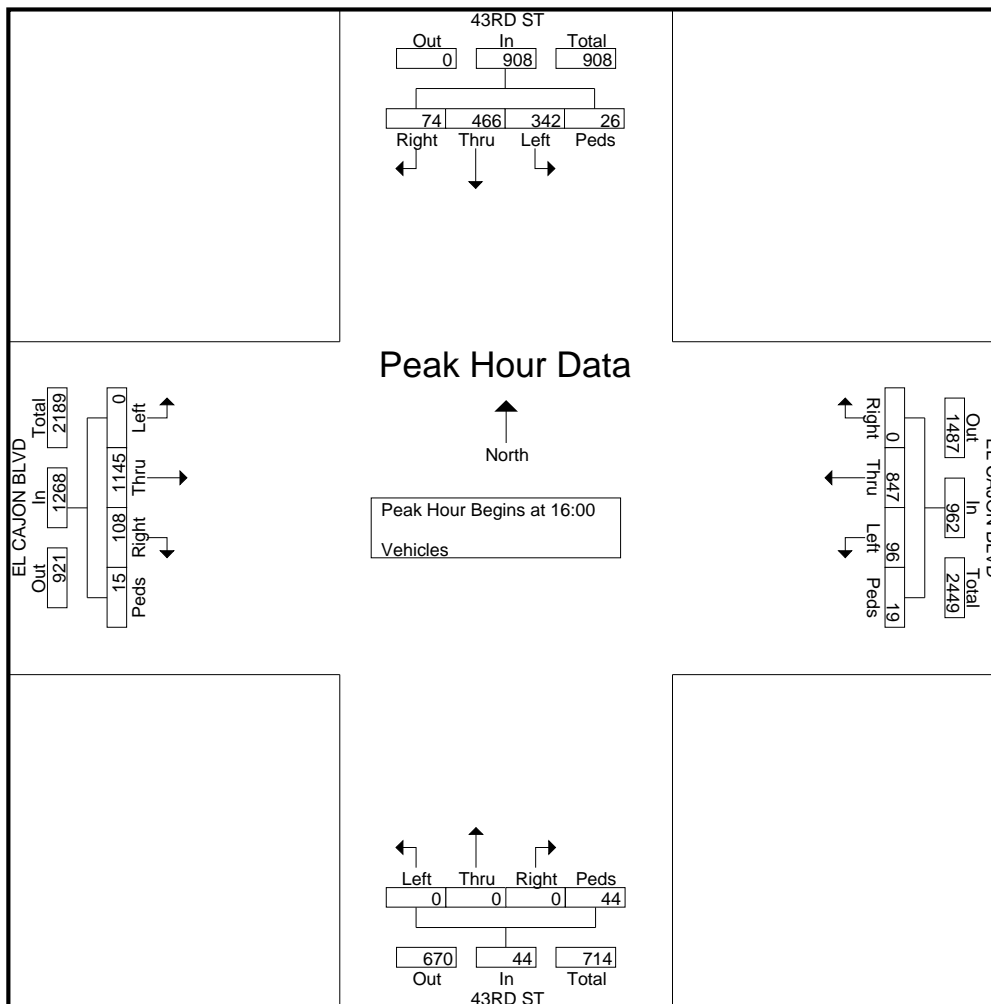 43RD ST
Out In Total
0 908 908
74 466 342 26
Right Thru Left Peds
Peak Hour Data
North
Peak Hour Begins at 16:00
Vehicles
EL CAJON BLVD
Total In Out
2189 1268 921
0 1145 108 15
Left Thru Right Peds
EL CAJON BLVD
Out In Total
1487 962 2449
0 847 96 19
Right Thru Left Peds
Left Thru Right Peds
0 0 0 44
670 44 714
Out In Total
43RD ST